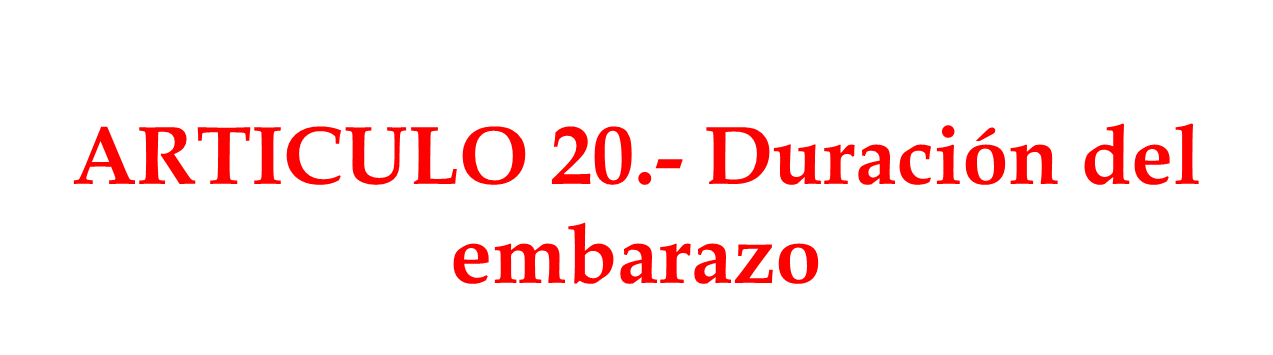 ARTICULO 20.- Duración del
embarazo